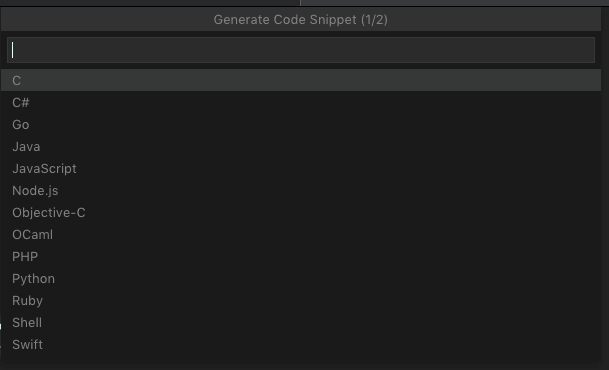 Generate Code Snippet (1/2)
C
C#
Go
Java
JavaScript
Node.js
Objective-C
OCaml
PHP
Python
Ruby
Shell
Swift